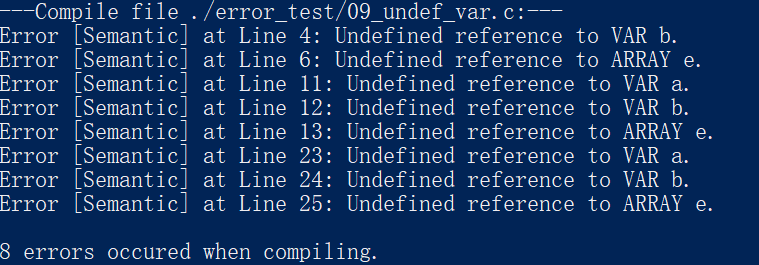 ---Compile file ./error_test/09_undef_var.c:---
Error [Semantic] at Line 4: Undefined reference to VAR b.
Error [Semantic] at Line 6: Undefined reference to ARRAY e.
Error [Semantic] at Line 11: Undefined reference to VAR a.
Error [Semantic] at Line 12: Undefined reference to VAR b.
Error [Semantic] at Line 13: Undefined reference to ARRAY e.
Error [Semantic] at Line 23: Undefined reference to VAR a.
Error [Semantic] at Line 24: Undefined reference to VAR b.
Error [Semantic] at Line 25: Undefined reference to ARRAY e.
8 errors occured when compiling.